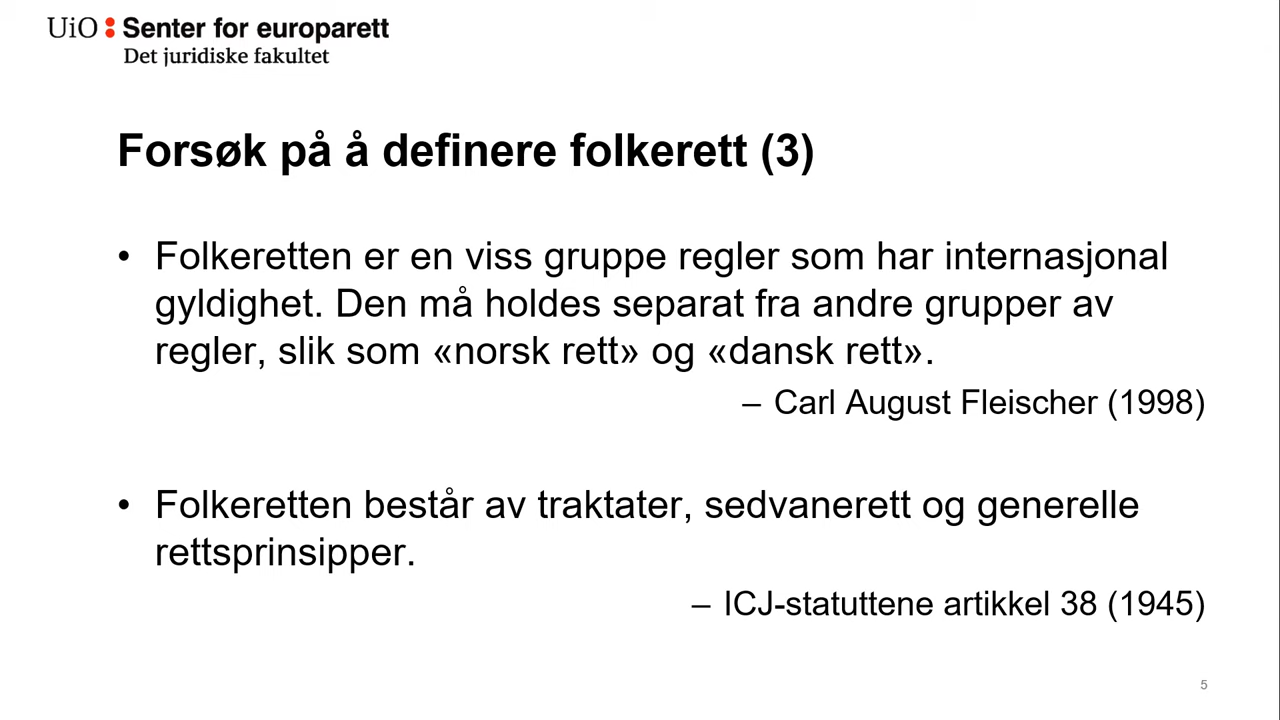 UiO : Senter for europarett
Det juridiske fakultet
Forsøk på å definere folkerett (3)
• Folkeretten er en viss gruppe regler som har internasjonal
gyldighet. Den må holdes separat fra andre grupper av
regler, slik som «norsk rett» og «dansk rett».
– Carl August Fleischer (1998)
• Folkeretten består av traktater, sedvanerett og generelle
rettsprinsipper.
– ICJ-statuttene artikkel 38 (1945)
5